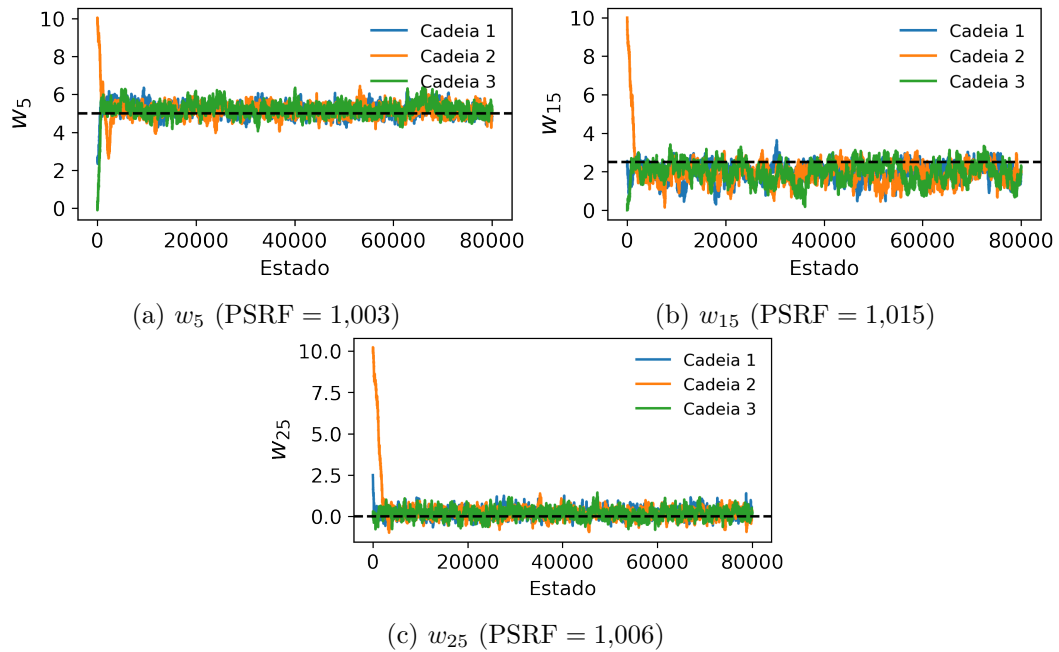 10
8
6
4
2
0
w5
Cadeia 1
Cadeia 2
Cadeia 3
0 20000 40000 60000 80000
Estado
(a) w5 (PSRF = 1,003)
10
8
6
4
2
0
w15
Cadeia 1
Cadeia 2
Cadeia 3
0 20000 40000 60000 80000
Estado
(b) w15 (PSRF = 1,015)
10.0
7.5
5.0
2.5
0.0
w25
Cadeia 1
Cadeia 2
Cadeia 3
0 20000 40000 60000 80000
Estado
(c) w25 (PSRF = 1,006)